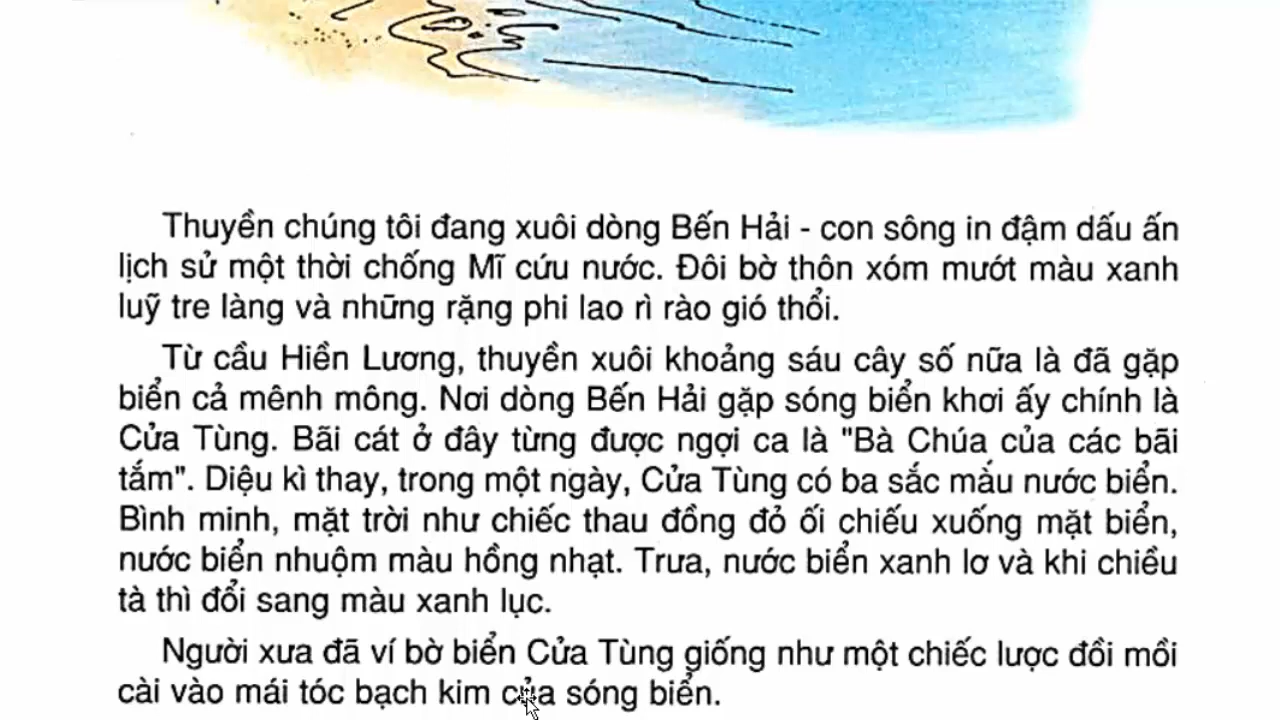 Thuyền chúng tôi đang xuôi dòng Bến Hải - con sông in đậm dấu ấn
lịch sử một thời chống Mĩ cứu nước. Đôi bờ thôn xóm mướt màu xanh
luỹ tre làng và những rặng phi lao rì rào gió thổi.
Từ cầu Hiền Lương, thuyền xuôi khoảng sáu cây số nữa là đã gặp
biển cả mênh mông. Nơi dòng Bến Hải gặp sóng biển khơi ấy chính là
Cửa Tùng. Bãi cát ở đây từng được ngợi ca là "Bà Chúa của các bãi
tắm". Diệu kì thay, trong một ngày, Cửa Tùng có ba sắc mầu nước biển.
Bình minh, mặt trời như chiếc thau đồng đỏ ối chiếu xuống mặt biển,
nước biển nhuộm màu hồng nhạt. Trưa, nước biển xanh lơ và khi chiều
tà thì đổi sang màu xanh lục.
Người xưa đã ví bờ biển Cửa Tùng giống như một chiếc lược đồi mồi
cài vào mái tóc bạch kim của sóng biển.